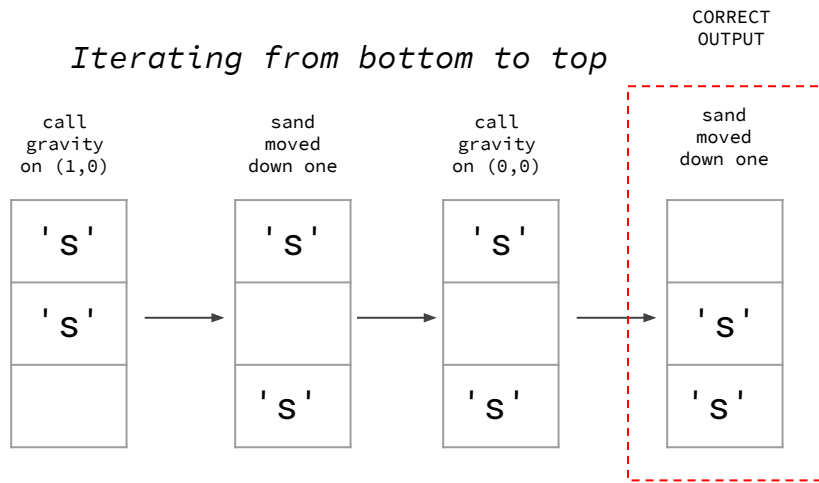 CORRECT
OUTPUT
Iterating from bottom to top
call
gravity
on (1,0)
sand
moved
down one
call
gravity
on (0,0)
sand
moved
down one
's'
's'
's'
's'
's'
's'
's'
's'